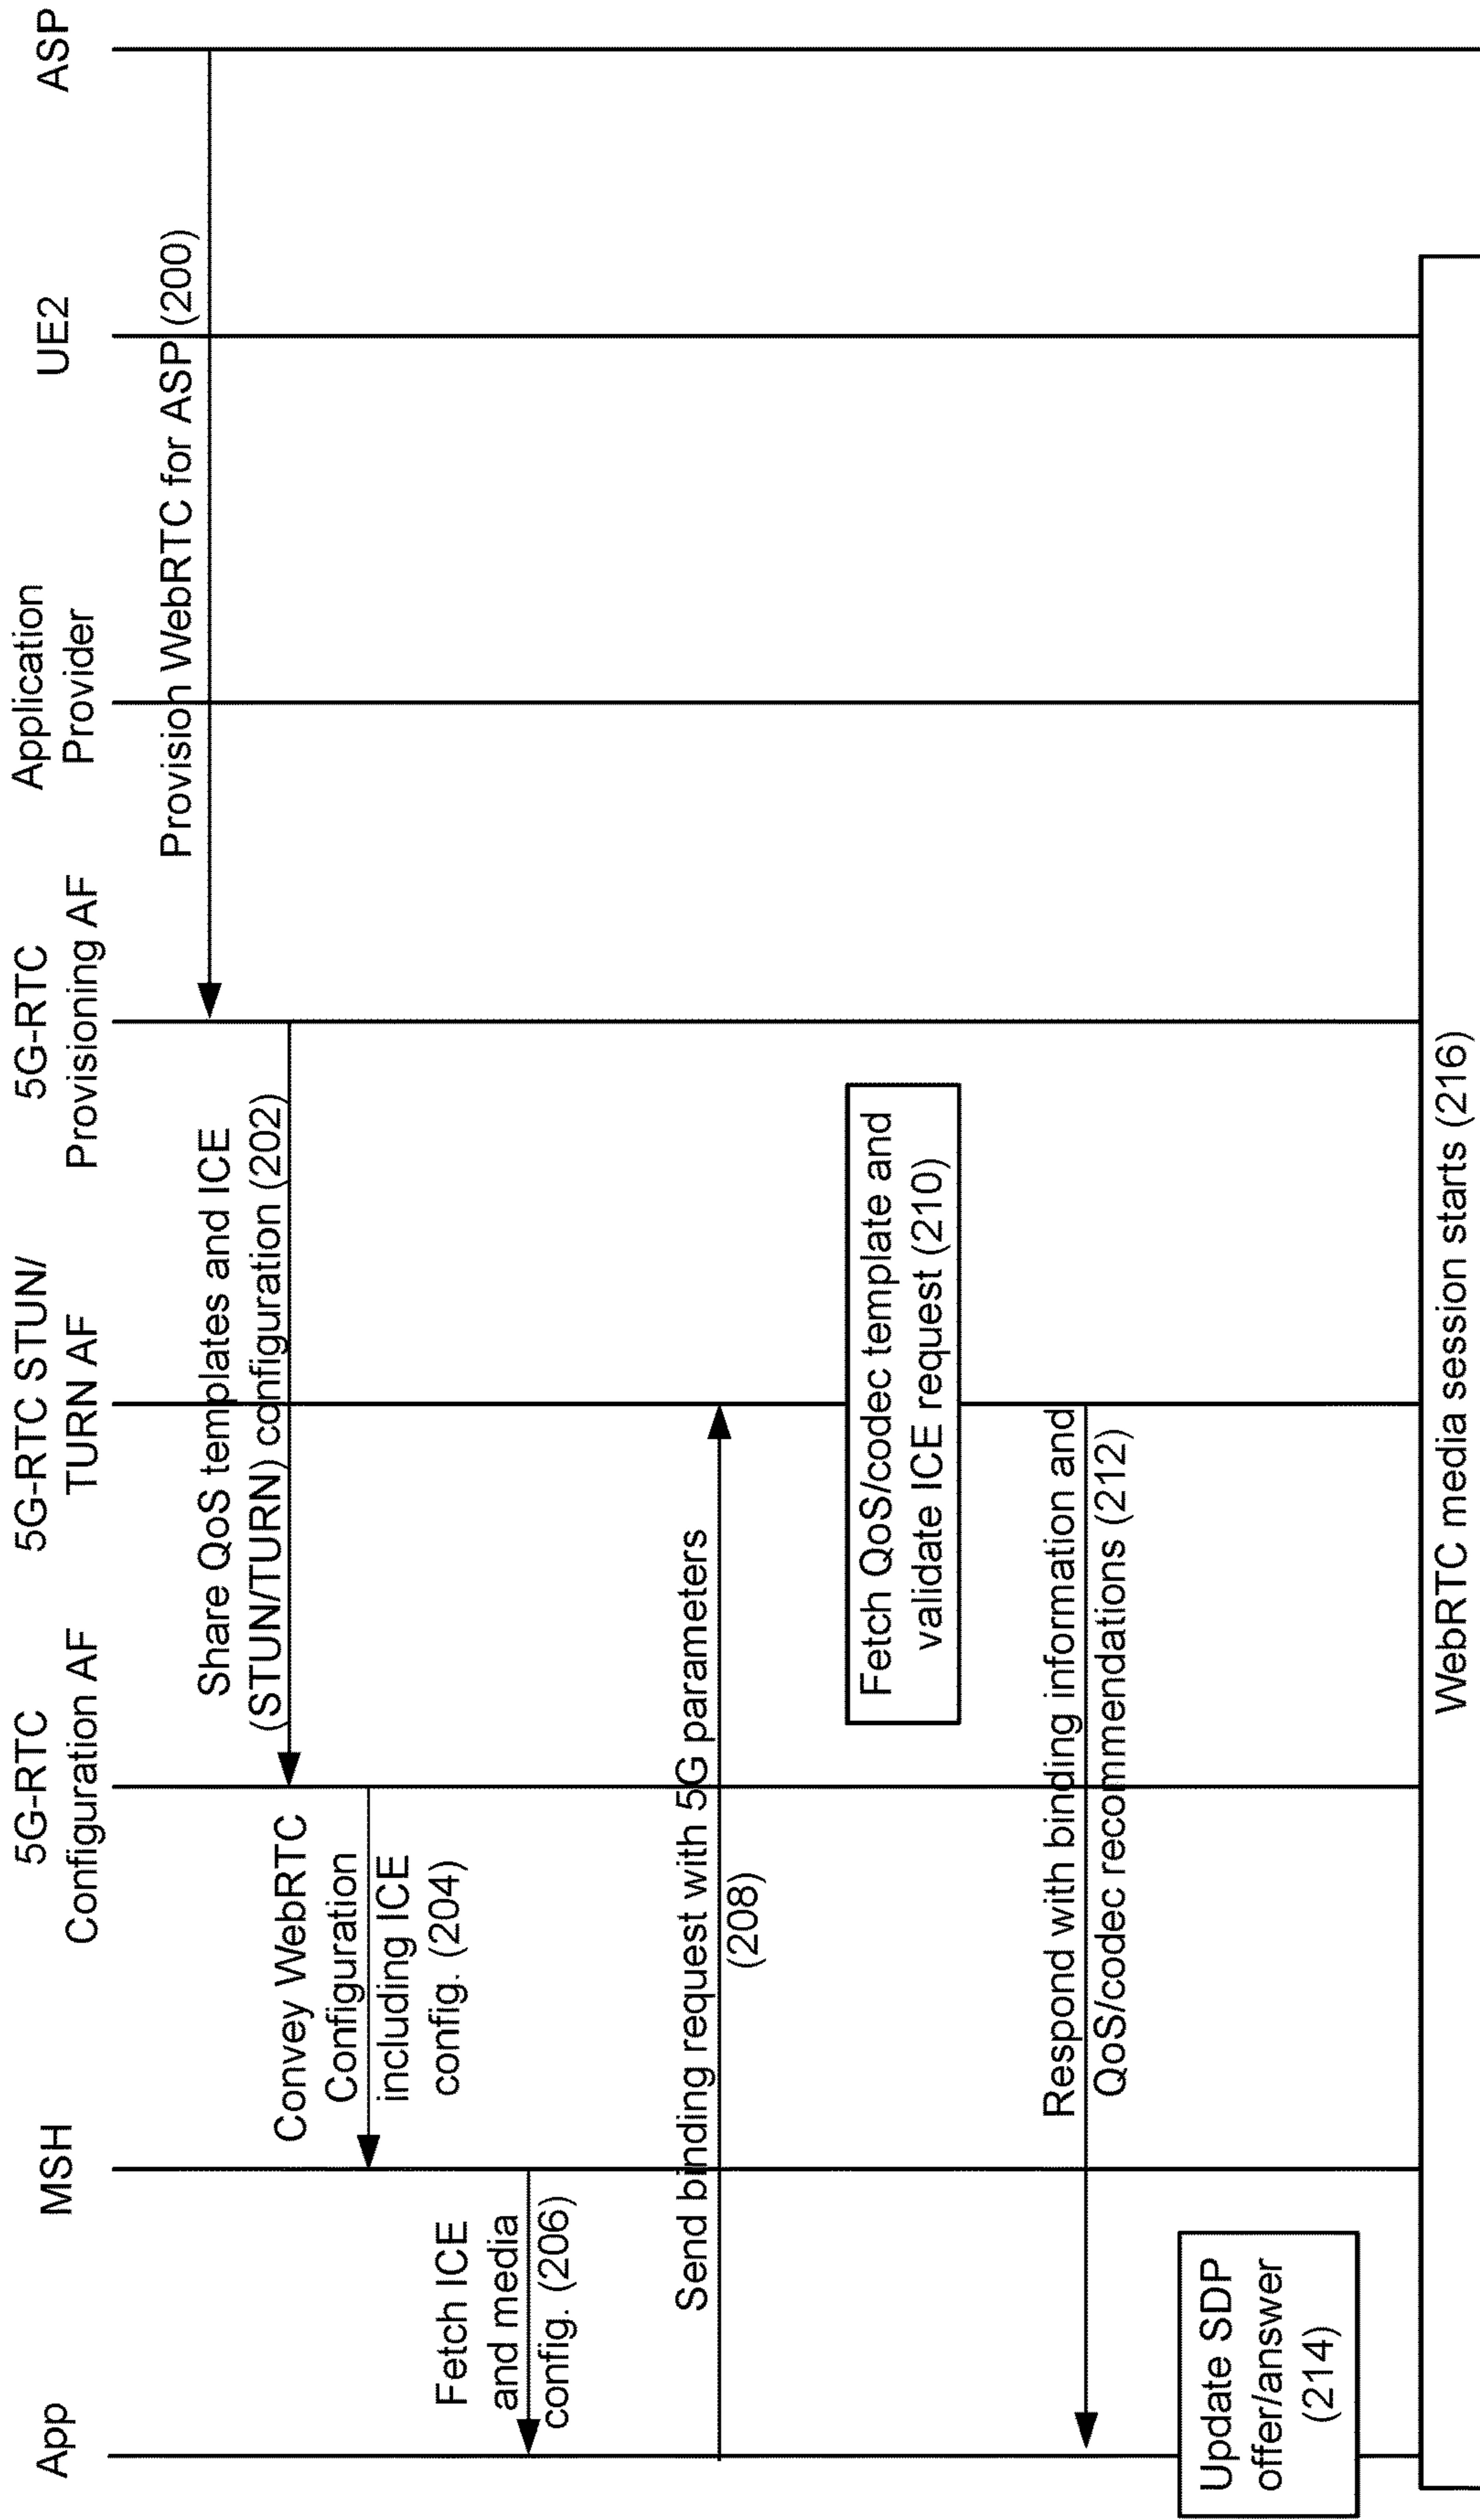 App
MSH
5G-RTC
Configuration AF
5G-RTC STUN/
TURN AF
5G-RTC
Provisioning AF
Application
Provider
UE2
ASP
Provision WebRTC for ASP (200)
Share QoS templates and ICE
(STUN/TURN) configuration (202)
Convey WebRTC
Configuration
including ICE
config. (204)
Fetch ICE
and media
config. (206)
Send binding request with 5G parameters
(208)
Fetch QoS/codec template and
validate ICE request (210)
Respond with binding information and
QoS/codec recommendations (212)
Update SDP
offer/answer
(214)
WebRTC media session starts (216)